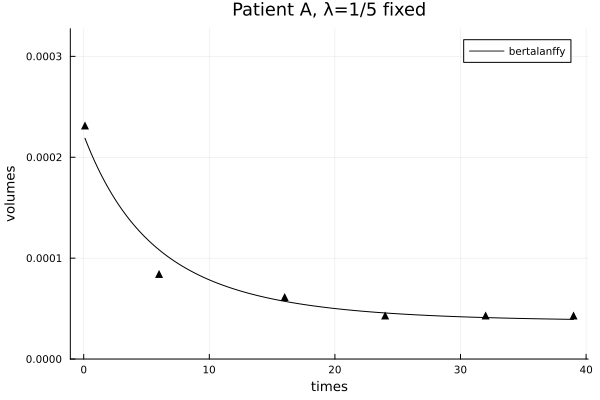 Patient A, λ=1/5 fixed
bertalanffy
volumes
0.0003
0.0002
0.0001
0.0000
0
10
20
30
40
times